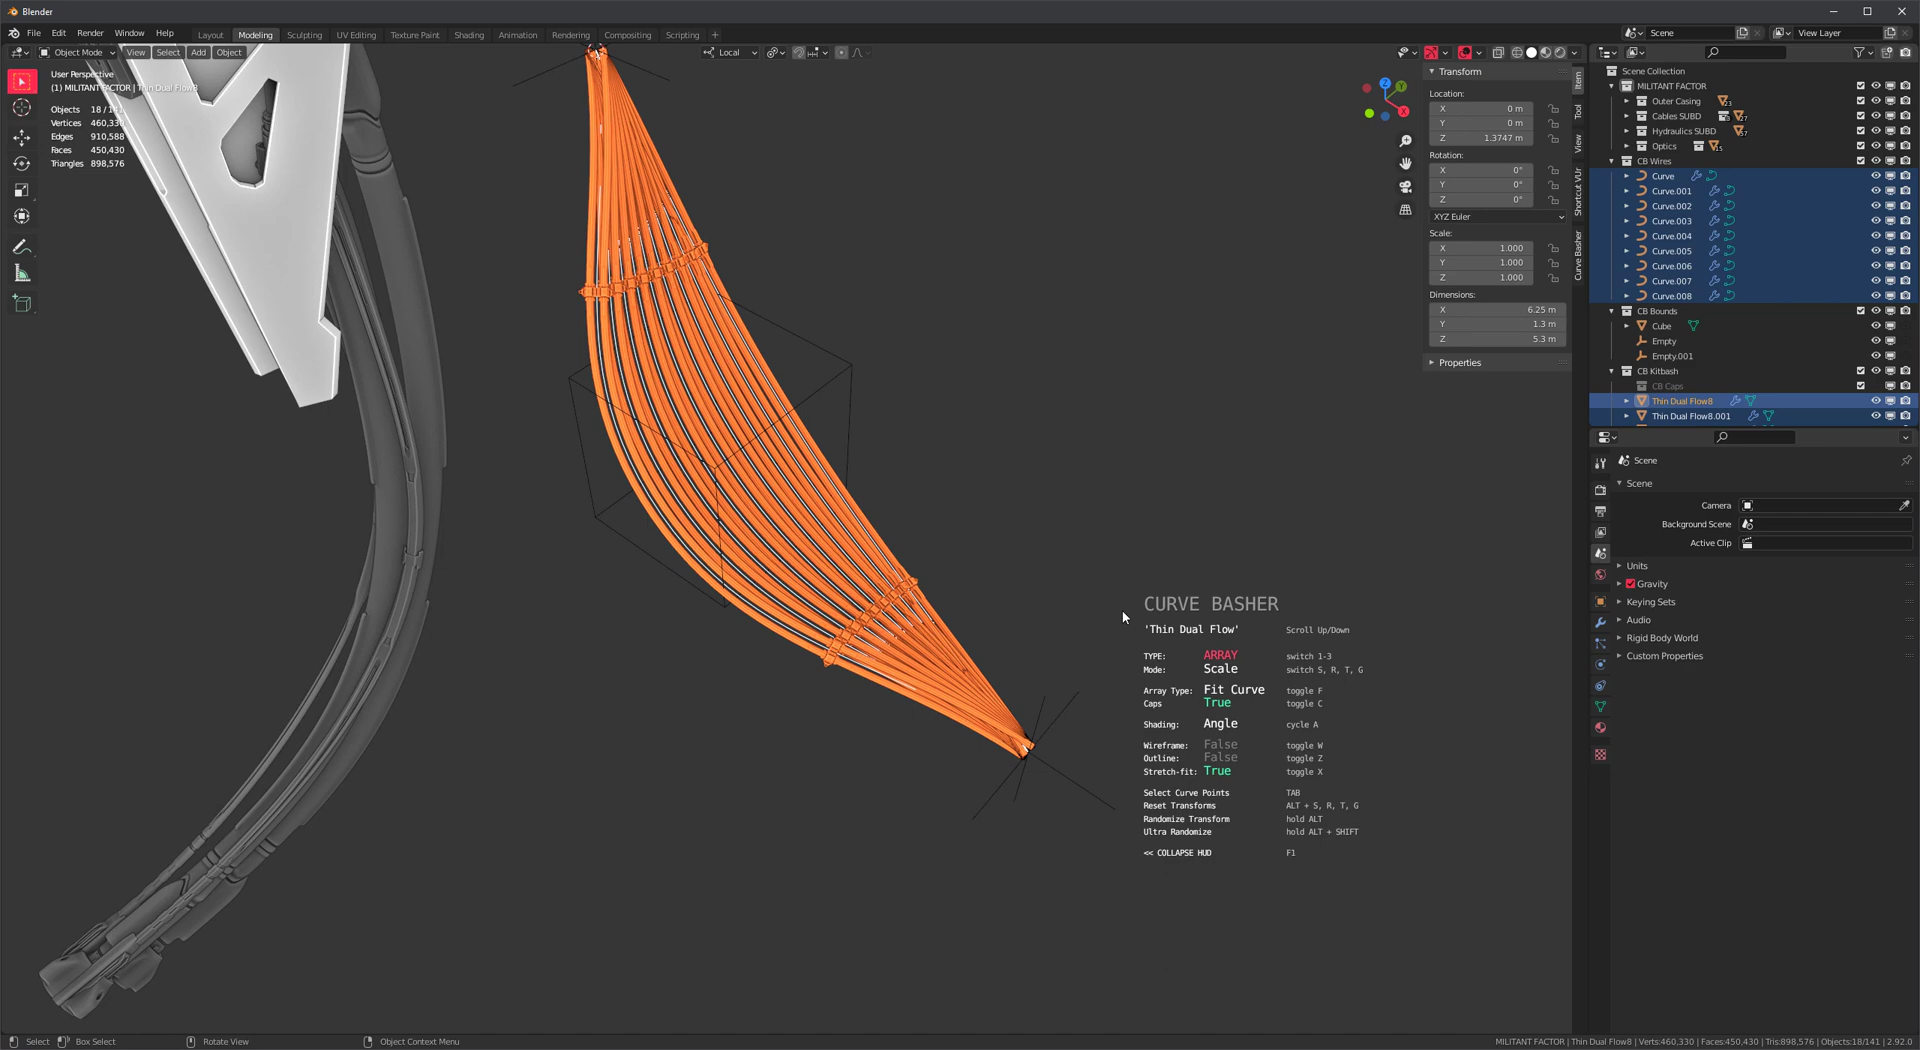 Blender
File Edit Render Window Help Layout Modeling Sculpting UV Editing Texture Paint Shading Animation Rendering Compositing Scripting +
Scene View Layer
Object Mode View Select Add Object Local
User Perspective
(1) MILITANT FACTOR | Thin Dual Flow8
Objects 18 / 141
Vertices 460,330
Edges 910,588
Faces 450,430
Triangles 898,576
Z
Y
X
Transform
Location:
X 0 m
Y 0 m
Z 1.3747 m
Rotation:
X 0°
Y 0°
Z 0°
XYZ Euler
Scale:
X 1.000
Y 1.000
Z 1.000
Dimensions:
X 6.25 m
Y 1.3 m
Z 5.3 m
Properties
Item
Tool
View
Shortcut VUr
Curve Basher
Scene Collection
MILITANT FACTOR
Outer Casing 23
Cables SUBD 27
Hydraulics SUBD 57
Optics 15
CB Wires
Curve
Curve.001
Curve.002
Curve.003
Curve.004
Curve.005
Curve.006
Curve.007
Curve.008
CB Bounds
Cube
Empty
Empty.001
CB Kitbash
CB Caps
Thin Dual Flow8
Thin Dual Flow8.001
Scene
Scene
Camera
Background Scene
Active Clip
Units
Gravity
Keying Sets
Audio
Rigid Body World
Custom Properties
CURVE BASHER
'Thin Dual Flow' Scroll Up/Down
TYPE: ARRAY switch 1-3
Mode: Scale switch S, R, T, G
Array Type: Fit Curve toggle F
Caps True toggle C
Shading: Angle cycle A
Wireframe: False toggle W
Outline: False toggle Z
Stretch-fit: True toggle X
Select Curve Points TAB
Reset Transforms ALT + S, R, T, G
Randomize Transform hold ALT
Ultra Randomize hold ALT + SHIFT
<< COLLAPSE HUD F1
Select Box Select Rotate View Object Context Menu
MILITANT FACTOR | Thin Dual Flow8 | Verts:460,330 | Faces:450,430 | Tris:898,576 | Objects:18/141 | 2.92.0